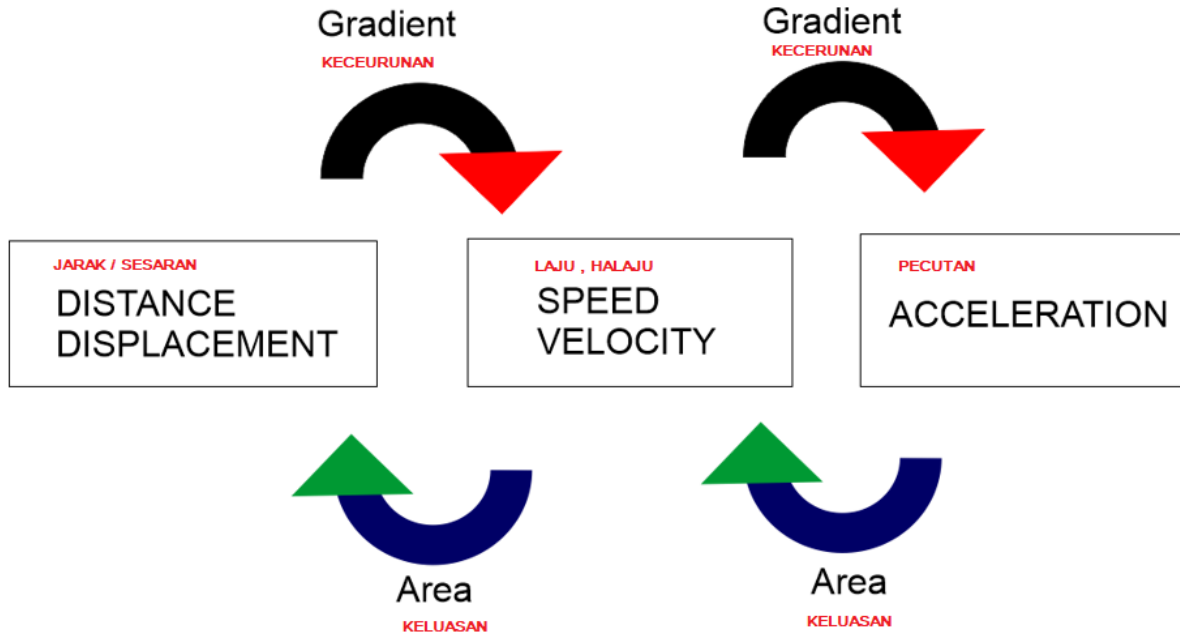 Gradient
KECEURUNAN
Gradient
KECERUNAN
JARAK / SESARAN
DISTANCE
DISPLACEMENT
LAJU , HALAJU
SPEED
VELOCITY
PECUTAN
ACCELERATION
Area
KELUASAN
Area
KELUASAN